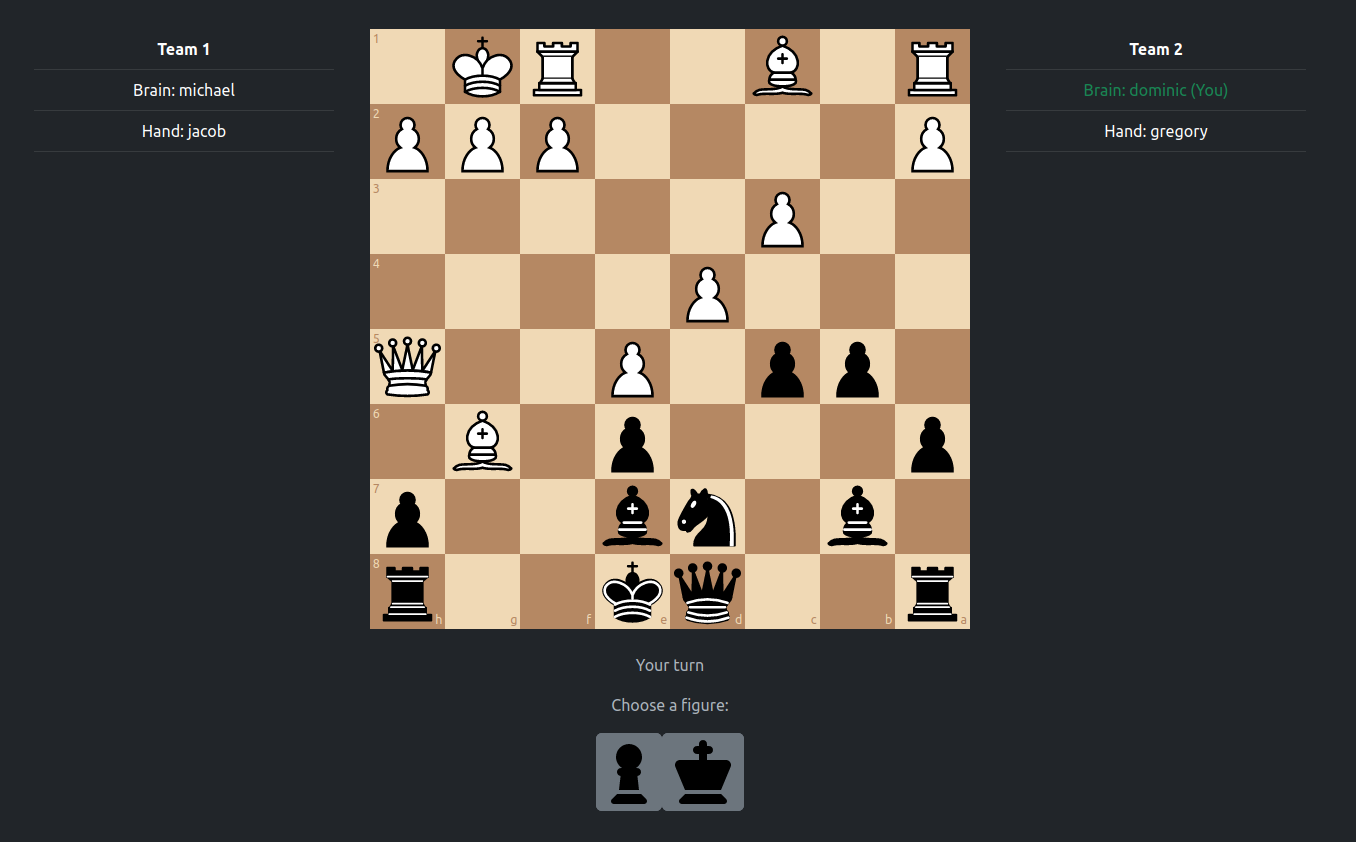 Team 1
Brain: michael
Hand: jacob
1
2
3
4
5
6
7
8
h g f e d c b a
Your turn
Choose a figure:
Team 2
Brain: dominic (You)
Hand: gregory